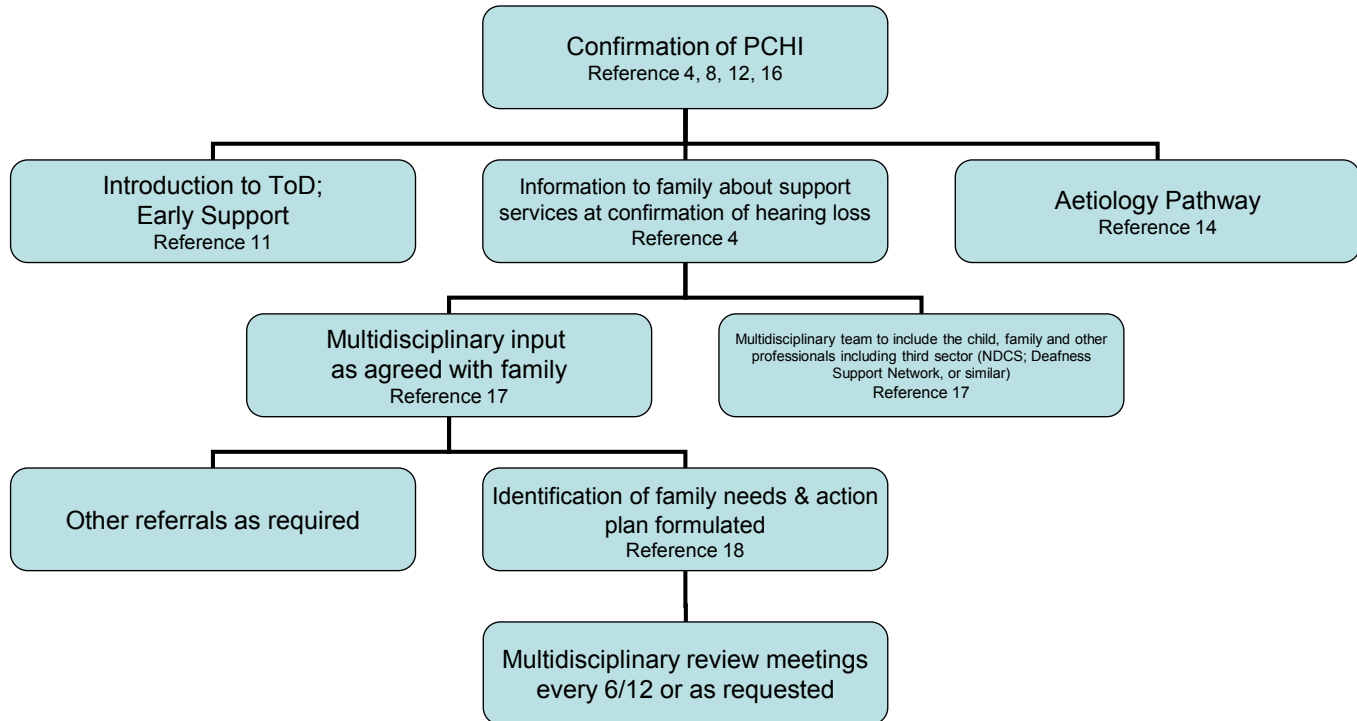 Confirmation of PCHI
Reference 4, 8, 12, 16
Introduction to ToD;
Early Support
Reference 11
Information to family about support
services at confirmation of hearing loss
Reference 4
Aetiology Pathway
Reference 14
Multidisciplinary input
as agreed with family
Reference 17
Multidisciplinary team to include the child, family and other
professionals including third sector (NDCS; Deafness
Support Network, or similar)
Reference 17
Other referrals as required
Identification of family needs & action
plan formulated
Reference 18
Multidisciplinary review meetings
every 6/12 or as requested